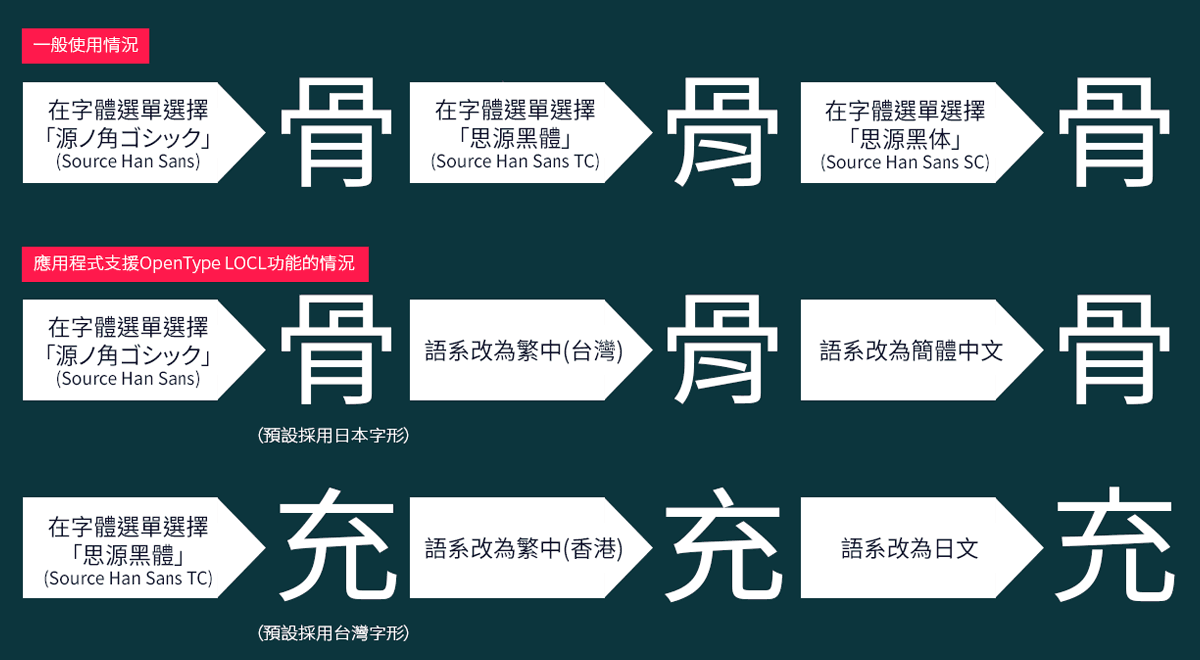 一般使用情況
在字體選單選擇
「源ノ角ゴシック」
(Source Han Sans)
骨
在字體選單選擇
「思源黑體」
(Source Han Sans TC)
骨
在字體選單選擇
「思源黑体」
(Source Han Sans SC)
骨
應用程式支援OpenType LOCL功能的情況
在字體選單選擇
「源ノ角ゴシック」
(Source Han Sans)
骨
語系改為繁中(台灣)
骨
語系改為簡體中文
骨
(預設採用日本字形)
在字體選單選擇
「思源黑體」
(Source Han Sans TC)
充
語系改為繁中(香港)
充
語系改為日文
充
(預設採用台灣字形)